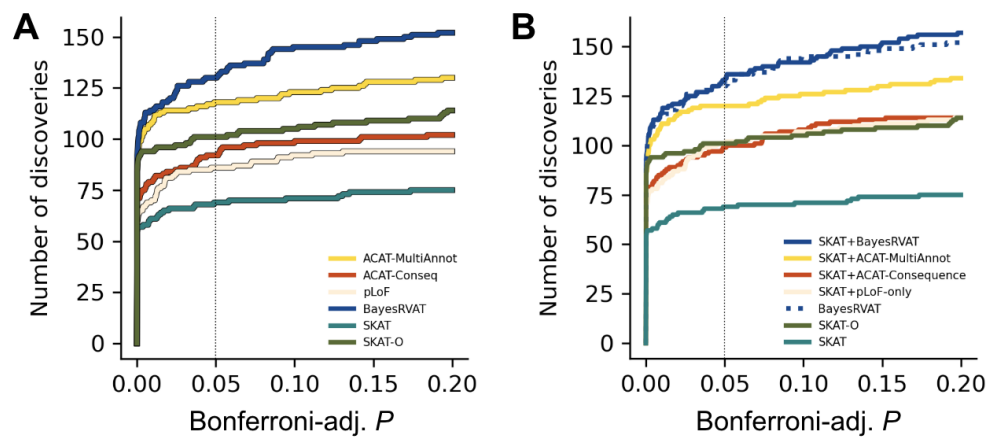 A
Number of discoveries
150
125
100
75
50
25
0
0.00 0.05 0.10 0.15 0.20
Bonferroni-adj. P
ACAT-MultiAnnot
ACAT-Conseq
pLoF
BayesRVAT
SKAT
SKAT-O
B
Number of discoveries
150
125
100
75
50
25
0
0.00 0.05 0.10 0.15 0.20
Bonferroni-adj. P
SKAT+BayesRVAT
SKAT+ACAT-MultiAnnot
SKAT+ACAT-Consequence
SKAT+pLoF-only
BayesRVAT
SKAT-O
SKAT